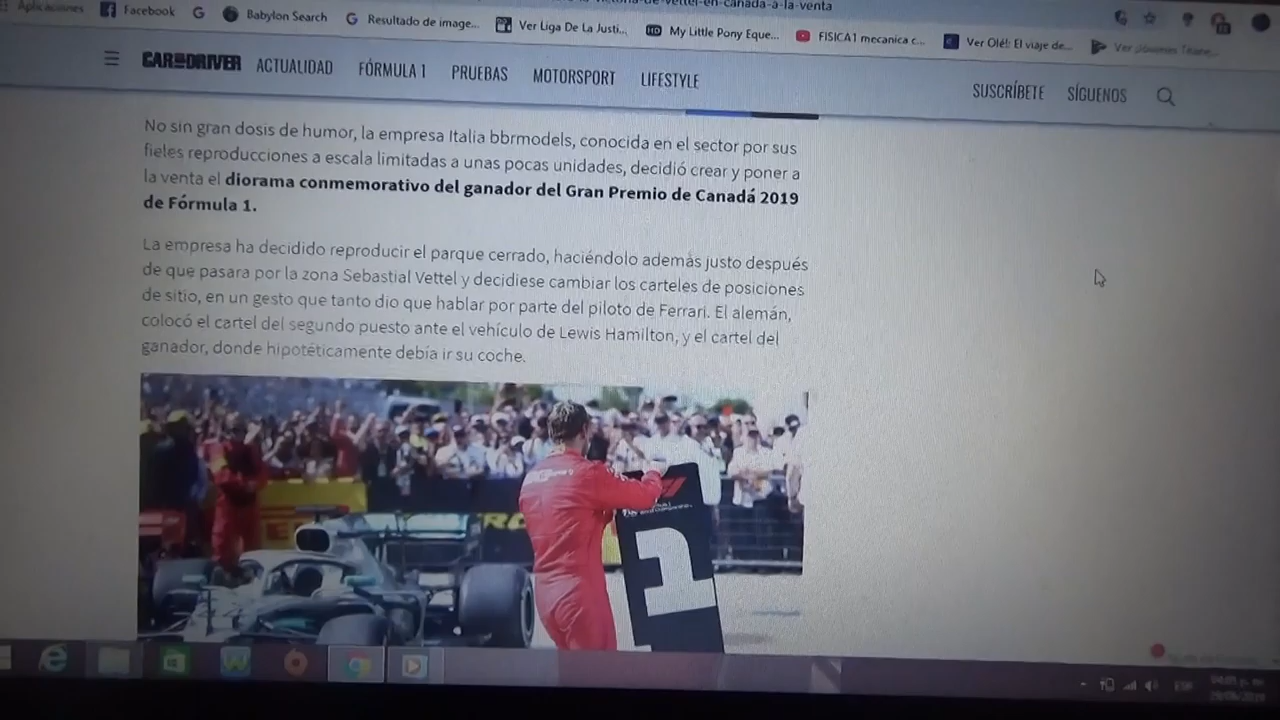 Aplicaciones Facebook Babylon Search Resultado de image... Ver Liga De La Justi... My Little Pony Eque... FISICA1 mecanica c... Ver Olé!: El viaje de...
CAR AND DRIVER ACTUALIDAD FÓRMULA 1 PRUEBAS MOTORSPORT LIFESTYLE SUSCRÍBETE SÍGUENOS
No sin gran dosis de humor, la empresa Italia bbrmodels, conocida en el sector por sus
fieles reproducciones a escala limitadas a unas pocas unidades, decidió crear y poner a
la venta el diorama conmemorativo del ganador del Gran Premio de Canadá 2019
de Fórmula 1.
La empresa ha decidido reproducir el parque cerrado, haciéndolo además justo después
de que pasara por la zona Sebastial Vettel y decidiese cambiar los carteles de posiciones
de sitio, en un gesto que tanto dio que hablar por parte del piloto de Ferrari. El alemán,
colocó el cartel del segundo puesto ante el vehículo de Lewis Hamilton, y el cartel del
ganador, donde hipotéticamente debía ir su coche.
1
ESP